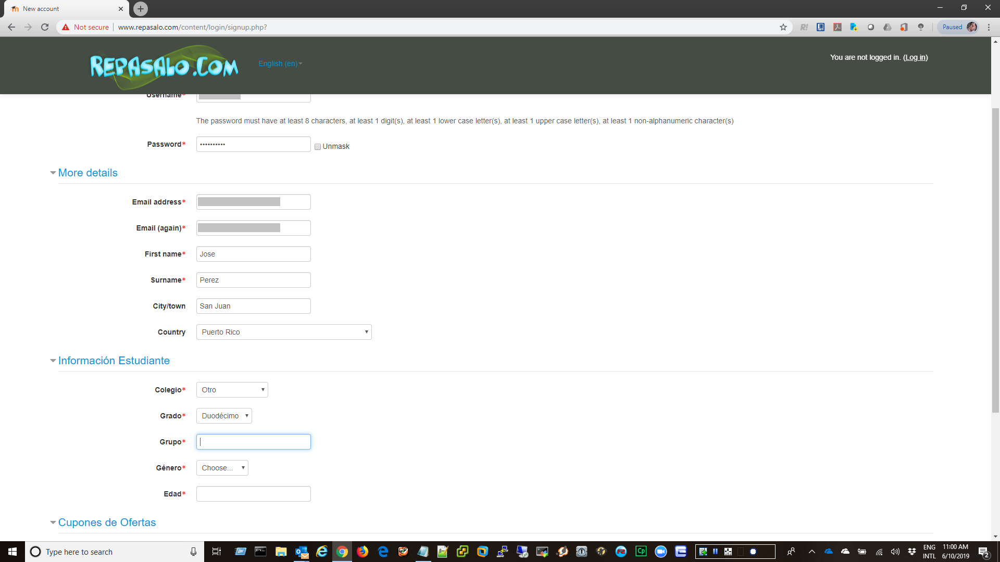 New account
Not secure
www.repasalo.com/content/login/signup.php?
R!
Paused
REPASALO.COM
English (en)
You are not logged in. (Log in)
Username*
The password must have at least 8 characters, at least 1 digit(s), at least 1 lower case letter(s), at least 1 upper case letter(s), at least 1 non-alphanumeric character(s)
Password*
••••••••••
Unmask
More details
Email address*
Email (again)*
First name*
Jose
Surname*
Perez
City/town
San Juan
Country
Puerto Rico
Información Estudiante
Colegio*
Otro
Grado*
Duodécimo
Grupo*
Género*
Choose...
Edad*
Cupones de Ofertas
Type here to search
Cp
ENG
INTL
11:00 AM
6/10/2019
2